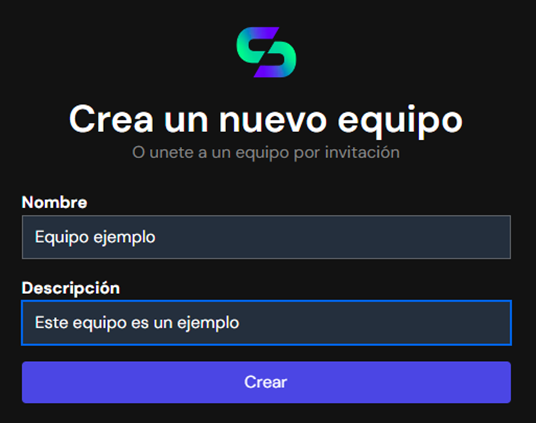 Crea un nuevo equipo
O unete a un equipo por invitación
Nombre
Equipo ejemplo
Descripción
Este equipo es un ejemplo
Crear